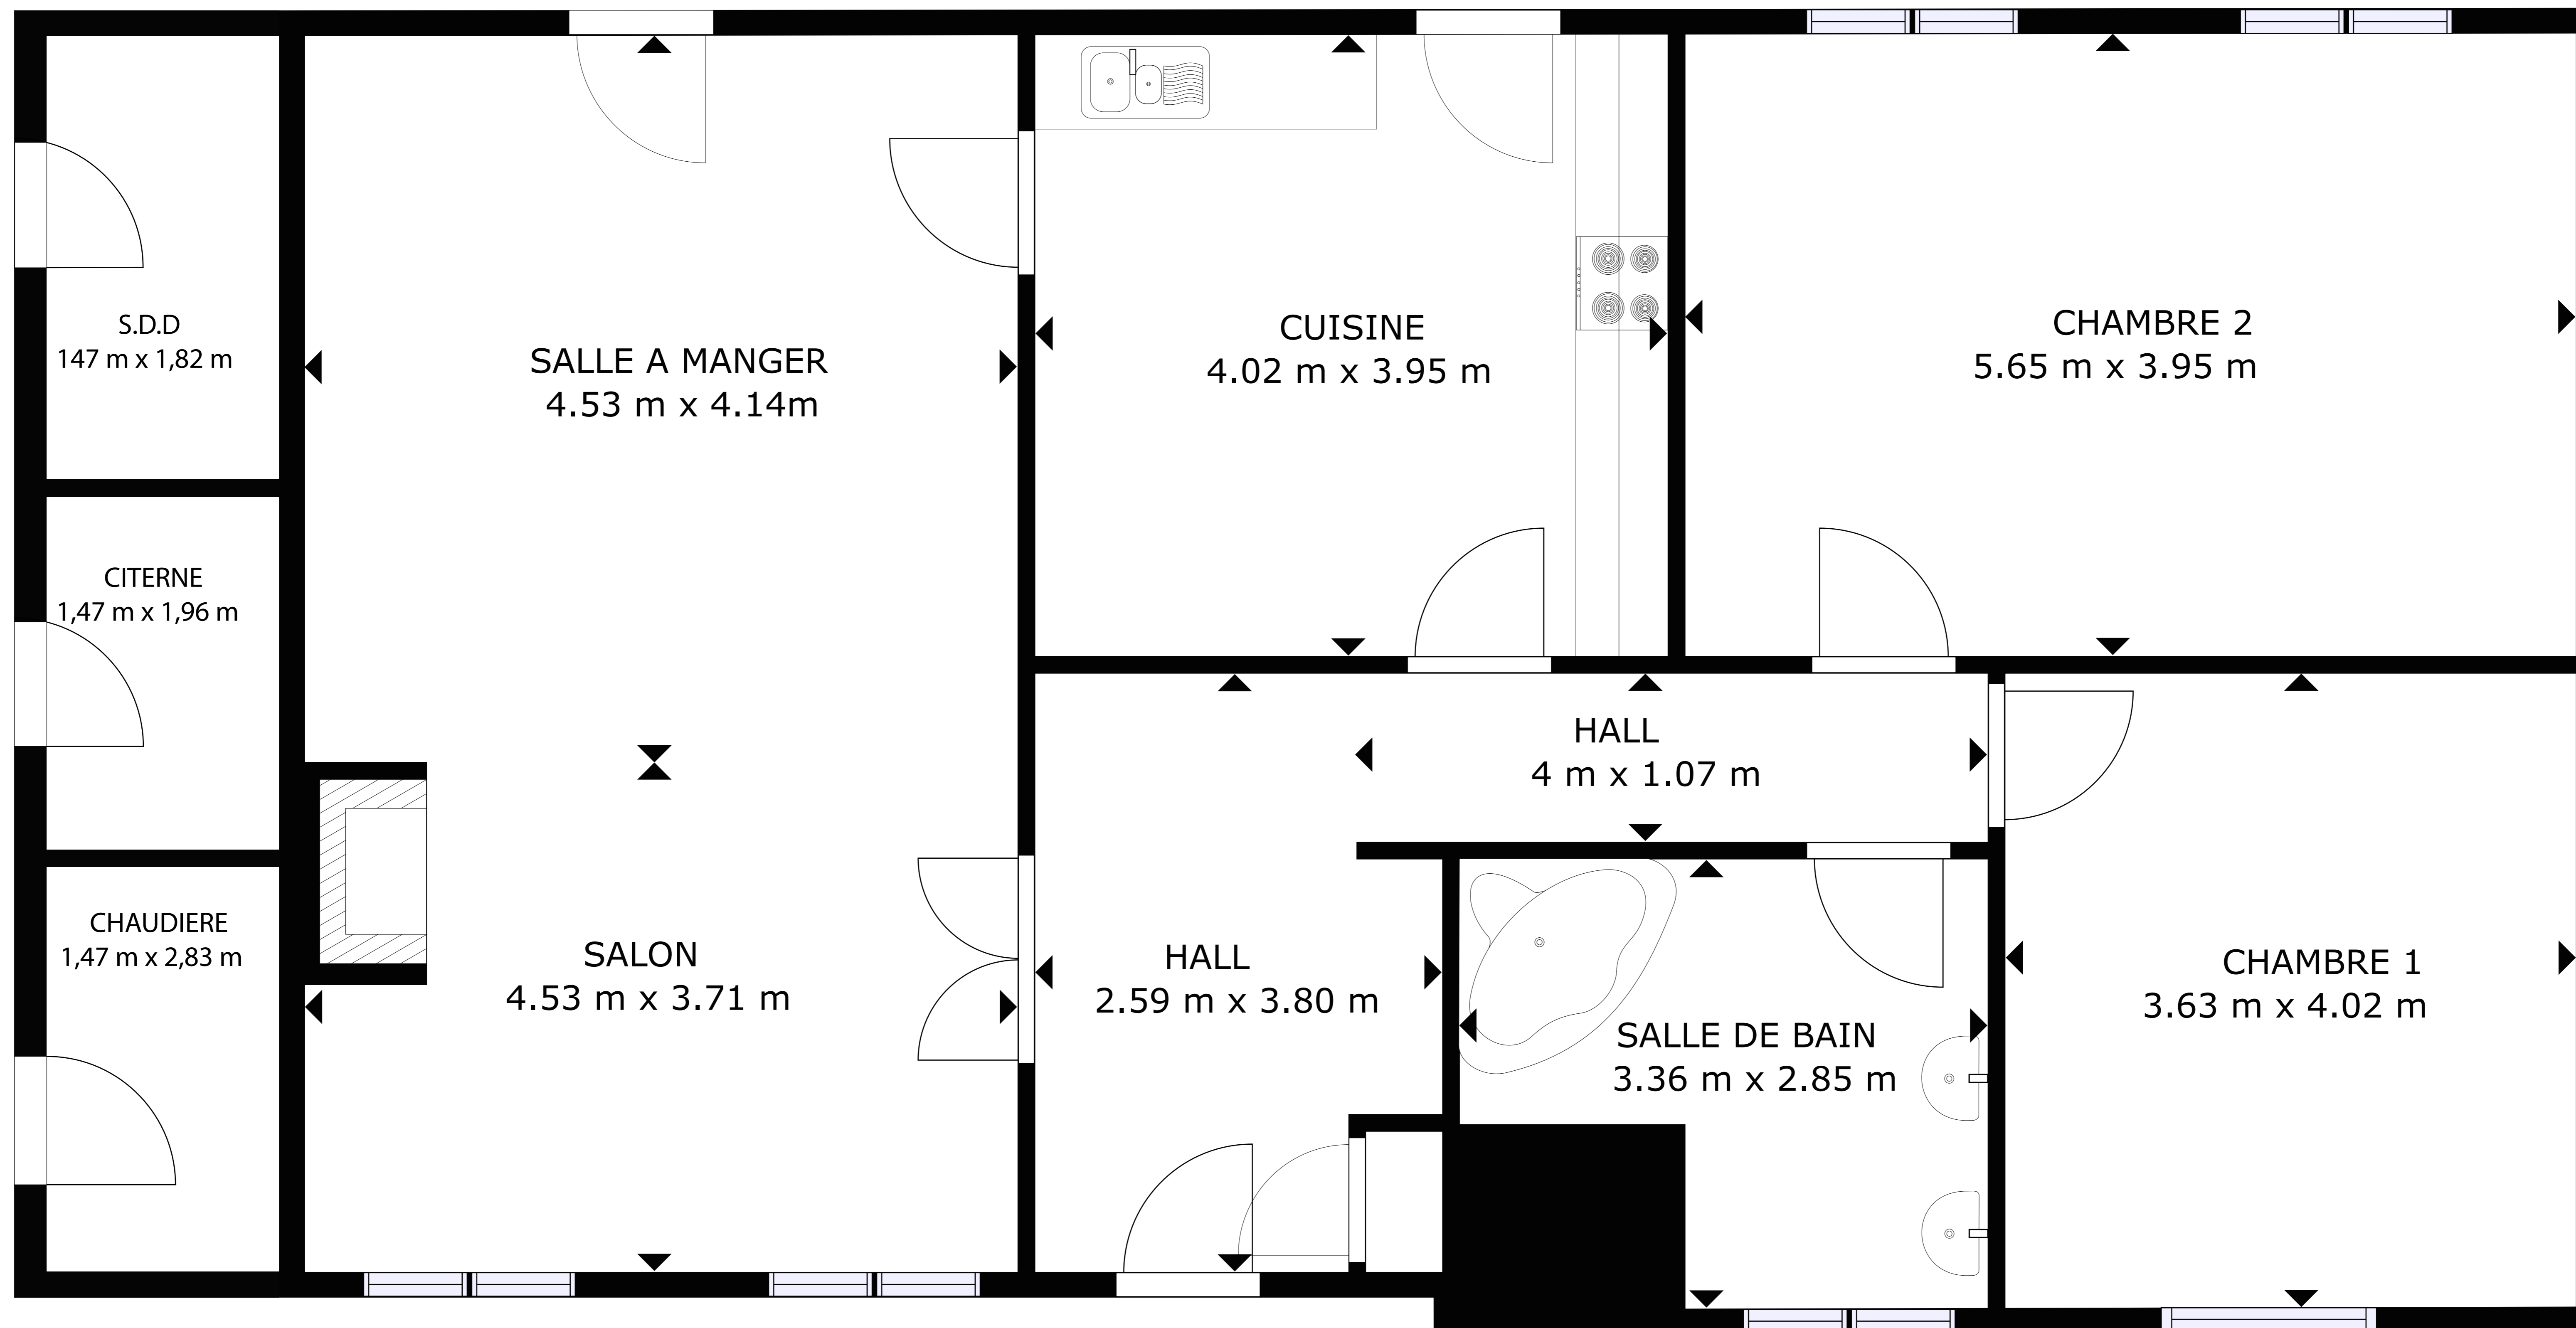 S.D.D
147 m x 1,82 m
SALLE A MANGER
4.53 m x 4.14m
CUISINE
4.02 m x 3.95 m
CHAMBRE 2
5.65 m x 3.95 m
CITERNE
1,47 m x 1,96 m
HALL
4 m x 1.07 m
CHAUDIERE
1,47 m x 2,83 m
SALON
4.53 m x 3.71 m
HALL
2.59 m x 3.80 m
SALLE DE BAIN
3.36 m x 2.85 m
CHAMBRE 1
3.63 m x 4.02 m